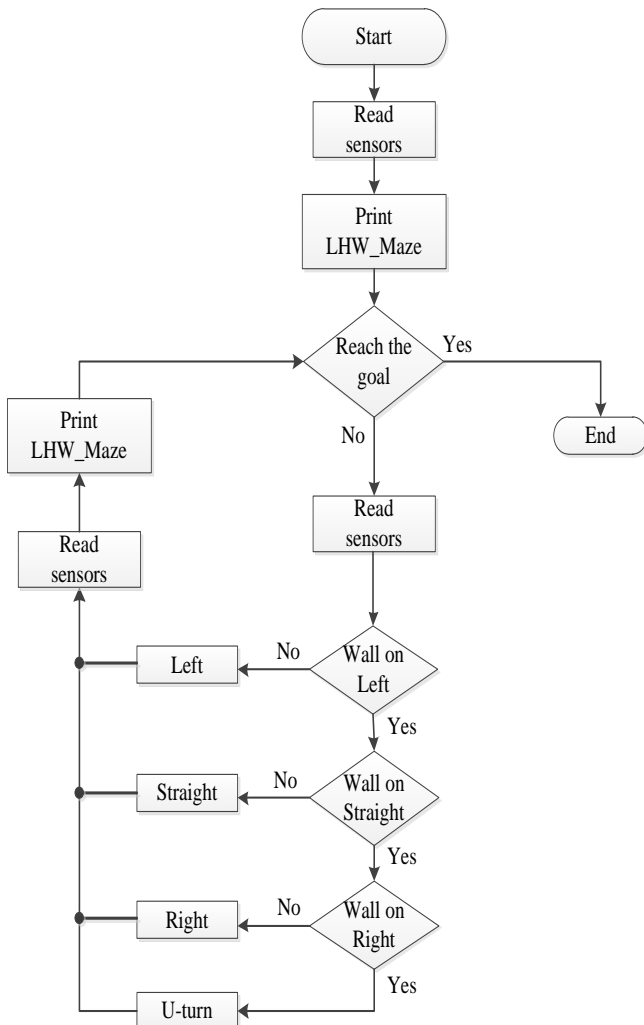 Start
Read
sensors
Print
LHW_Maze
Reach the
goal
Yes
No
End
Print
LHW_Maze
Read
sensors
Read
sensors
Wall on
Left
No
Left
Yes
Wall on
Straight
No
Straight
Yes
Wall on
Right
No
Right
Yes
U-turn